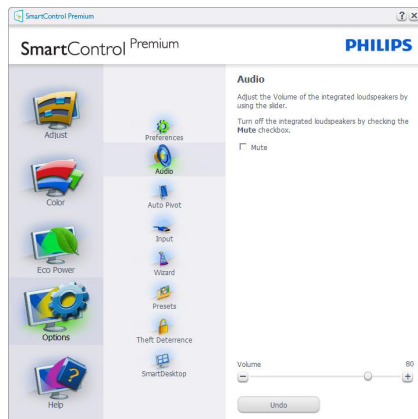 SmartControl Premium
SmartControl Premium
PHILIPS
Adjust
Color
Eco Power
Options
Help
Preferences
Audio
Auto Pivot
Input
Wizard
Presets
Theft Deterrence
SmartDesktop
Audio
Adjust the Volume of the integrated loudspeakers by
using the slider.
Turn off the integrated loudspeakers by checking the
Mute checkbox.
Mute
Volume 80
Undo